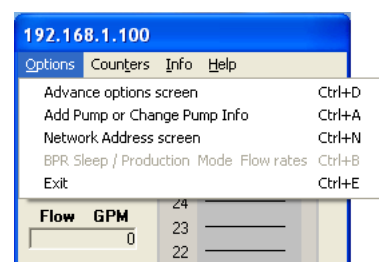 192.168.1.100
Options Counters Info Help
Advance options screen Ctrl+D
Add Pump or Change Pump Info Ctrl+A
Network Address screen Ctrl+N
BPR Sleep / Production Mode Flow rates Ctrl+B
Exit Ctrl+E
24
Flow GPM
23
0
22